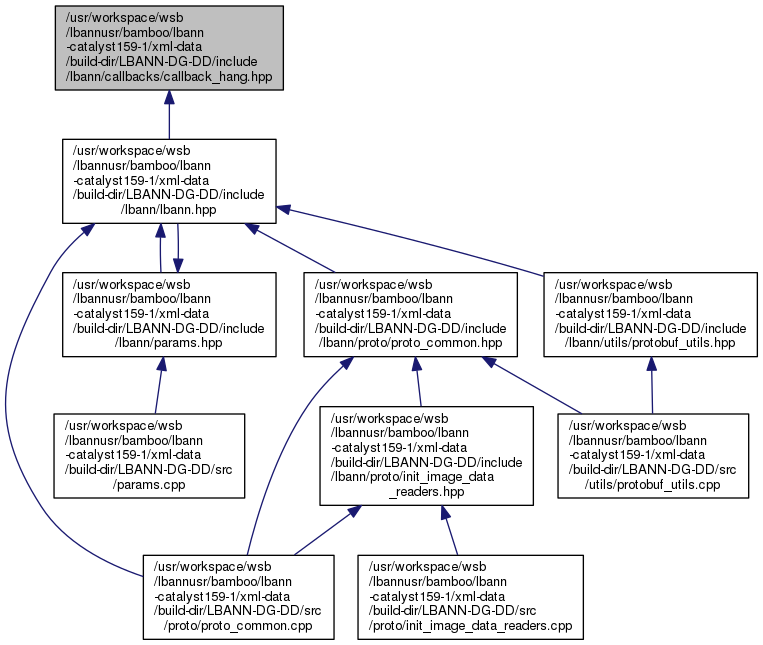 /usr/workspace/wsb
/lbannusr/bamboo/lbann
-catalyst159-1/xml-data
/build-dir/LBANN-DG-DD/include
/lbann/callbacks/callback_hang.hpp
/usr/workspace/wsb
/lbannusr/bamboo/lbann
-catalyst159-1/xml-data
/build-dir/LBANN-DG-DD/include
/lbann/lbann.hpp
/usr/workspace/wsb
/lbannusr/bamboo/lbann
-catalyst159-1/xml-data
/build-dir/LBANN-DG-DD/include
/lbann/params.hpp
/usr/workspace/wsb
/lbannusr/bamboo/lbann
-catalyst159-1/xml-data
/build-dir/LBANN-DG-DD/include
/lbann/proto/proto_common.hpp
/usr/workspace/wsb
/lbannusr/bamboo/lbann
-catalyst159-1/xml-data
/build-dir/LBANN-DG-DD/include
/lbann/utils/protobuf_utils.hpp
/usr/workspace/wsb
/lbannusr/bamboo/lbann
-catalyst159-1/xml-data
/build-dir/LBANN-DG-DD/src
/params.cpp
/usr/workspace/wsb
/lbannusr/bamboo/lbann
-catalyst159-1/xml-data
/build-dir/LBANN-DG-DD/include
/lbann/proto/init_image_data
_readers.hpp
/usr/workspace/wsb
/lbannusr/bamboo/lbann
-catalyst159-1/xml-data
/build-dir/LBANN-DG-DD/src
/utils/protobuf_utils.cpp
/usr/workspace/wsb
/lbannusr/bamboo/lbann
-catalyst159-1/xml-data
/build-dir/LBANN-DG-DD/src
/proto/proto_common.cpp
/usr/workspace/wsb
/lbannusr/bamboo/lbann
-catalyst159-1/xml-data
/build-dir/LBANN-DG-DD/src
/proto/init_image_data_readers.cpp